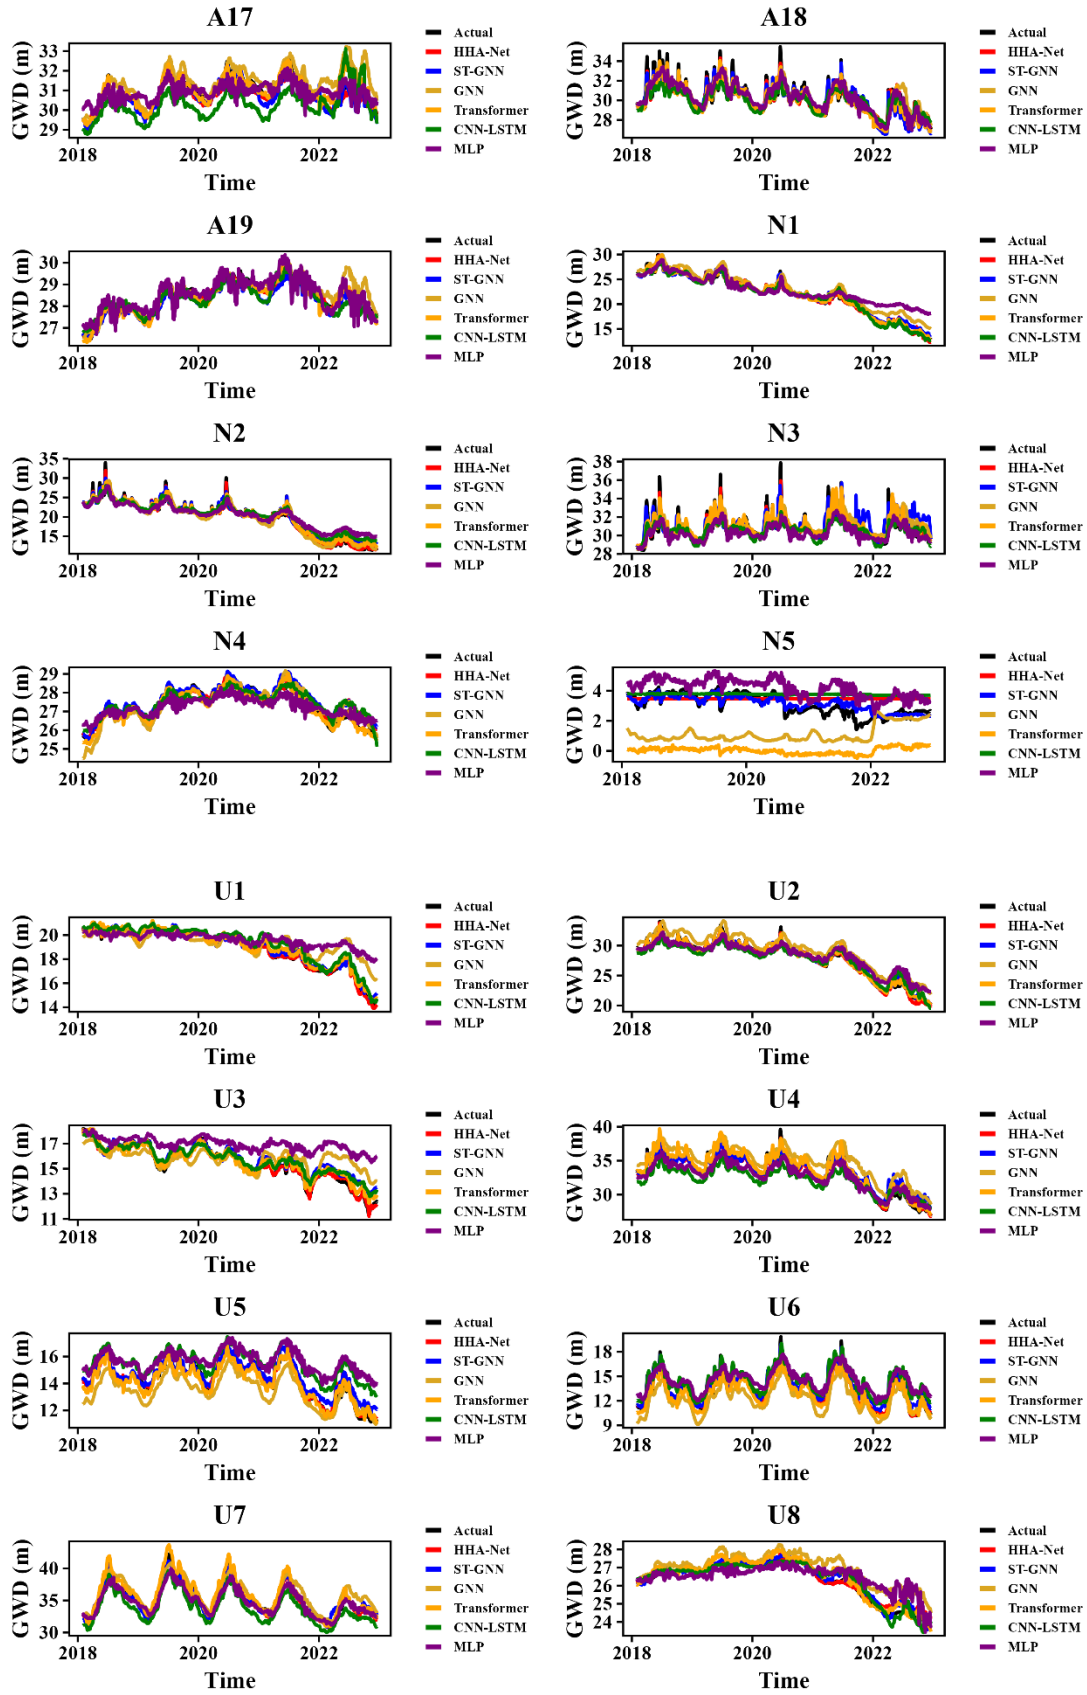 A17
GWD (m)
33
32
31
30
29
2018
2020
2022
Time
Actual
HHA-Net
ST-GNN
GNN
Transformer
CNN-LSTM
MLP
A18
GWD (m)
34
32
30
28
2018
2020
2022
Time
Actual
HHA-Net
ST-GNN
GNN
Transformer
CNN-LSTM
MLP
A19
GWD (m)
30
29
28
27
2018
2020
2022
Time
Actual
HHA-Net
ST-GNN
GNN
Transformer
CNN-LSTM
MLP
N1
GWD (m)
30
25
20
15
2018
2020
2022
Time
Actual
HHA-Net
ST-GNN
GNN
Transformer
CNN-LSTM
MLP
N2
GWD (m)
35
30
25
20
15
2018
2020
2022
Time
Actual
HHA-Net
ST-GNN
GNN
Transformer
CNN-LSTM
MLP
N3
GWD (m)
38
36
34
32
30
28
2018
2020
2022
Time
Actual
HHA-Net
ST-GNN
GNN
Transformer
CNN-LSTM
MLP
N4
GWD (m)
29
28
27
26
25
2018
2020
2022
Time
Actual
HHA-Net
ST-GNN
GNN
Transformer
CNN-LSTM
MLP
N5
GWD (m)
4
2
0
2018
2020
2022
Time
Actual
HHA-Net
ST-GNN
GNN
Transformer
CNN-LSTM
MLP
U1
GWD (m)
20
18
16
14
2018
2020
2022
Time
Actual
HHA-Net
ST-GNN
GNN
Transformer
CNN-LSTM
MLP
U2
GWD (m)
30
25
20
2018
2020
2022
Time
Actual
HHA-Net
ST-GNN
GNN
Transformer
CNN-LSTM
MLP
U3
GWD (m)
17
15
13
11
2018
2020
2022
Time
Actual
HHA-Net
ST-GNN
GNN
Transformer
CNN-LSTM
MLP
U4
GWD (m)
40
35
30
2018
2020
2022
Time
Actual
HHA-Net
ST-GNN
GNN
Transformer
CNN-LSTM
MLP
U5
GWD (m)
16
14
12
2018
2020
2022
Time
Actual
HHA-Net
ST-GNN
GNN
Transformer
CNN-LSTM
MLP
U6
GWD (m)
18
15
12
9
2018
2020
2022
Time
Actual
HHA-Net
ST-GNN
GNN
Transformer
CNN-LSTM
MLP
U7
GWD (m)
40
35
30
2018
2020
2022
Time
Actual
HHA-Net
ST-GNN
GNN
Transformer
CNN-LSTM
MLP
U8
GWD (m)
28
27
26
25
24
2018
2020
2022
Time
Actual
HHA-Net
ST-GNN
GNN
Transformer
CNN-LSTM
MLP